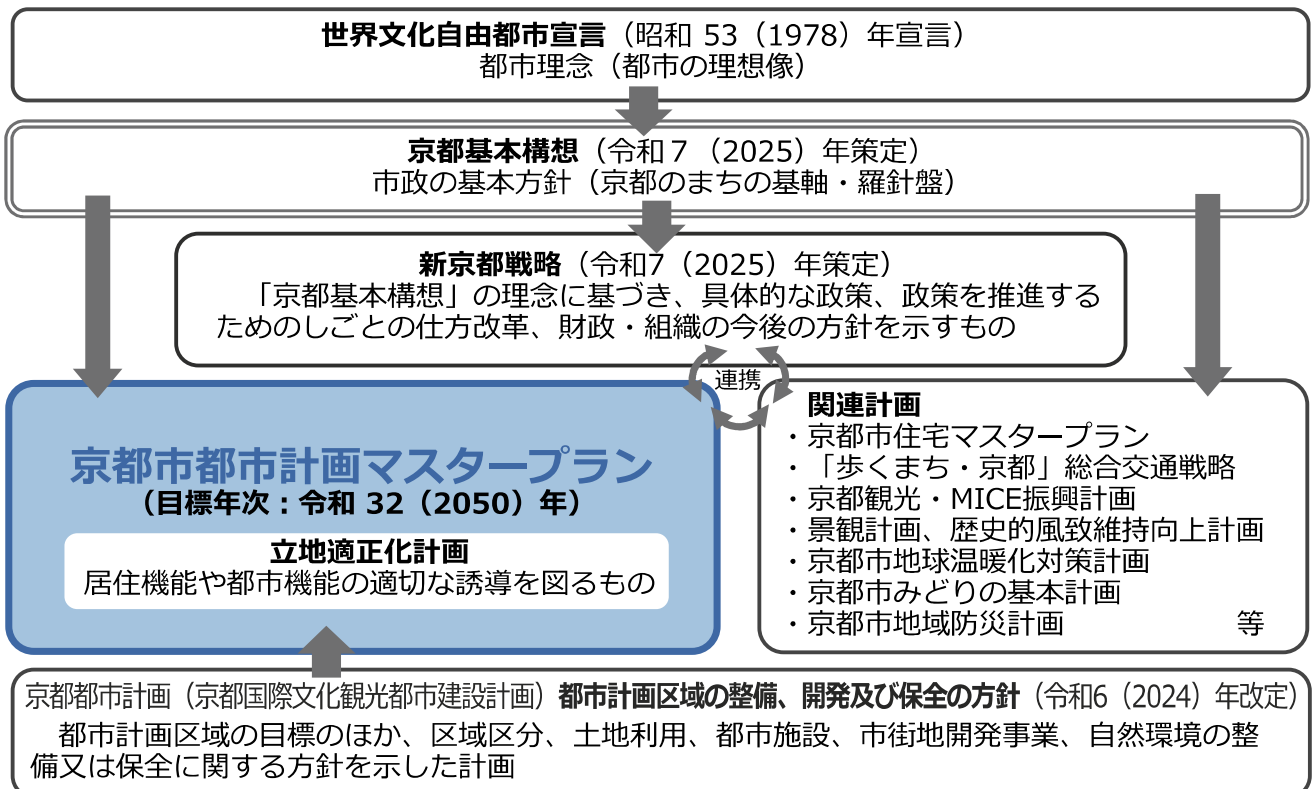 世界文化自由都市宣言（昭和 53（1978）年宣言）
都市理念（都市の理想像）
京都基本構想（令和７（2025）年策定）
市政の基本方針（京都のまちの基軸・羅針盤）
新京都戦略（令和7（2025）年策定）
「京都基本構想」の理念に基づき、具体的な政策、政策を推進する
ためのしごとの仕方改革、財政・組織の今後の方針を示すもの
連携
京都市都市計画マスタープラン
（目標年次：令和 32（2050）年）
立地適正化計画
居住機能や都市機能の適切な誘導を図るもの
関連計画
・京都市住宅マスタープラン
・「歩くまち・京都」総合交通戦略
・京都観光・MICE振興計画
・景観計画、歴史的風致維持向上計画
・京都市地球温暖化対策計画
・京都市みどりの基本計画
・京都市地域防災計画 等
京都都市計画（京都国際文化観光都市建設計画）都市計画区域の整備、開発及び保全の方針（令和6（2024）年改定）
都市計画区域の目標のほか、区域区分、土地利用、都市施設、市街地開発事業、自然環境の整
備又は保全に関する方針を示した計画